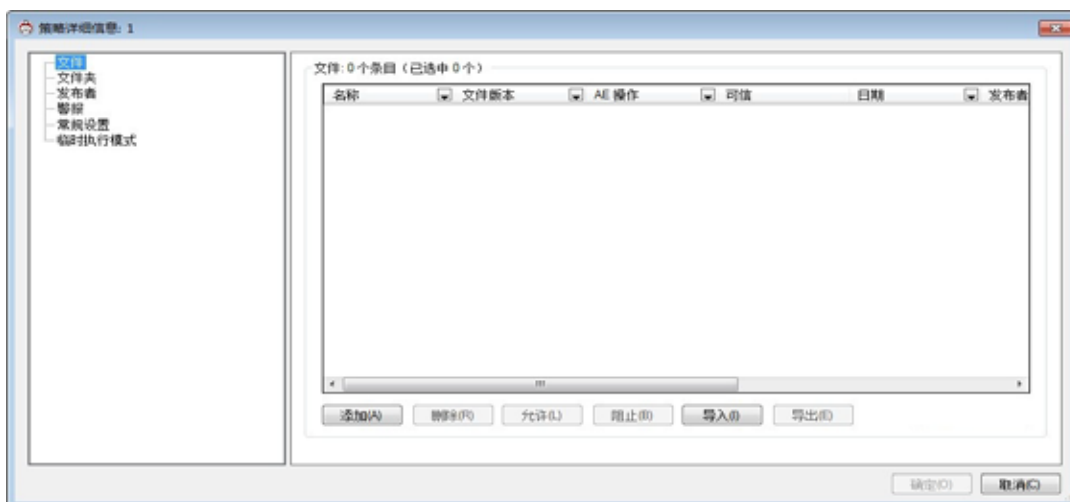 策略详细信息: 1
文件
文件夹
发布者
警报
常规设置
临时执行模式
文件: 0 个条目 (已选中 0 个)
名称 文件版本 AE 操作 可信 日期 发布者
添加(A) 删除(R) 允许(L) 阻止(B) 导入(I) 导出(E)
确定(O) 取消(C)